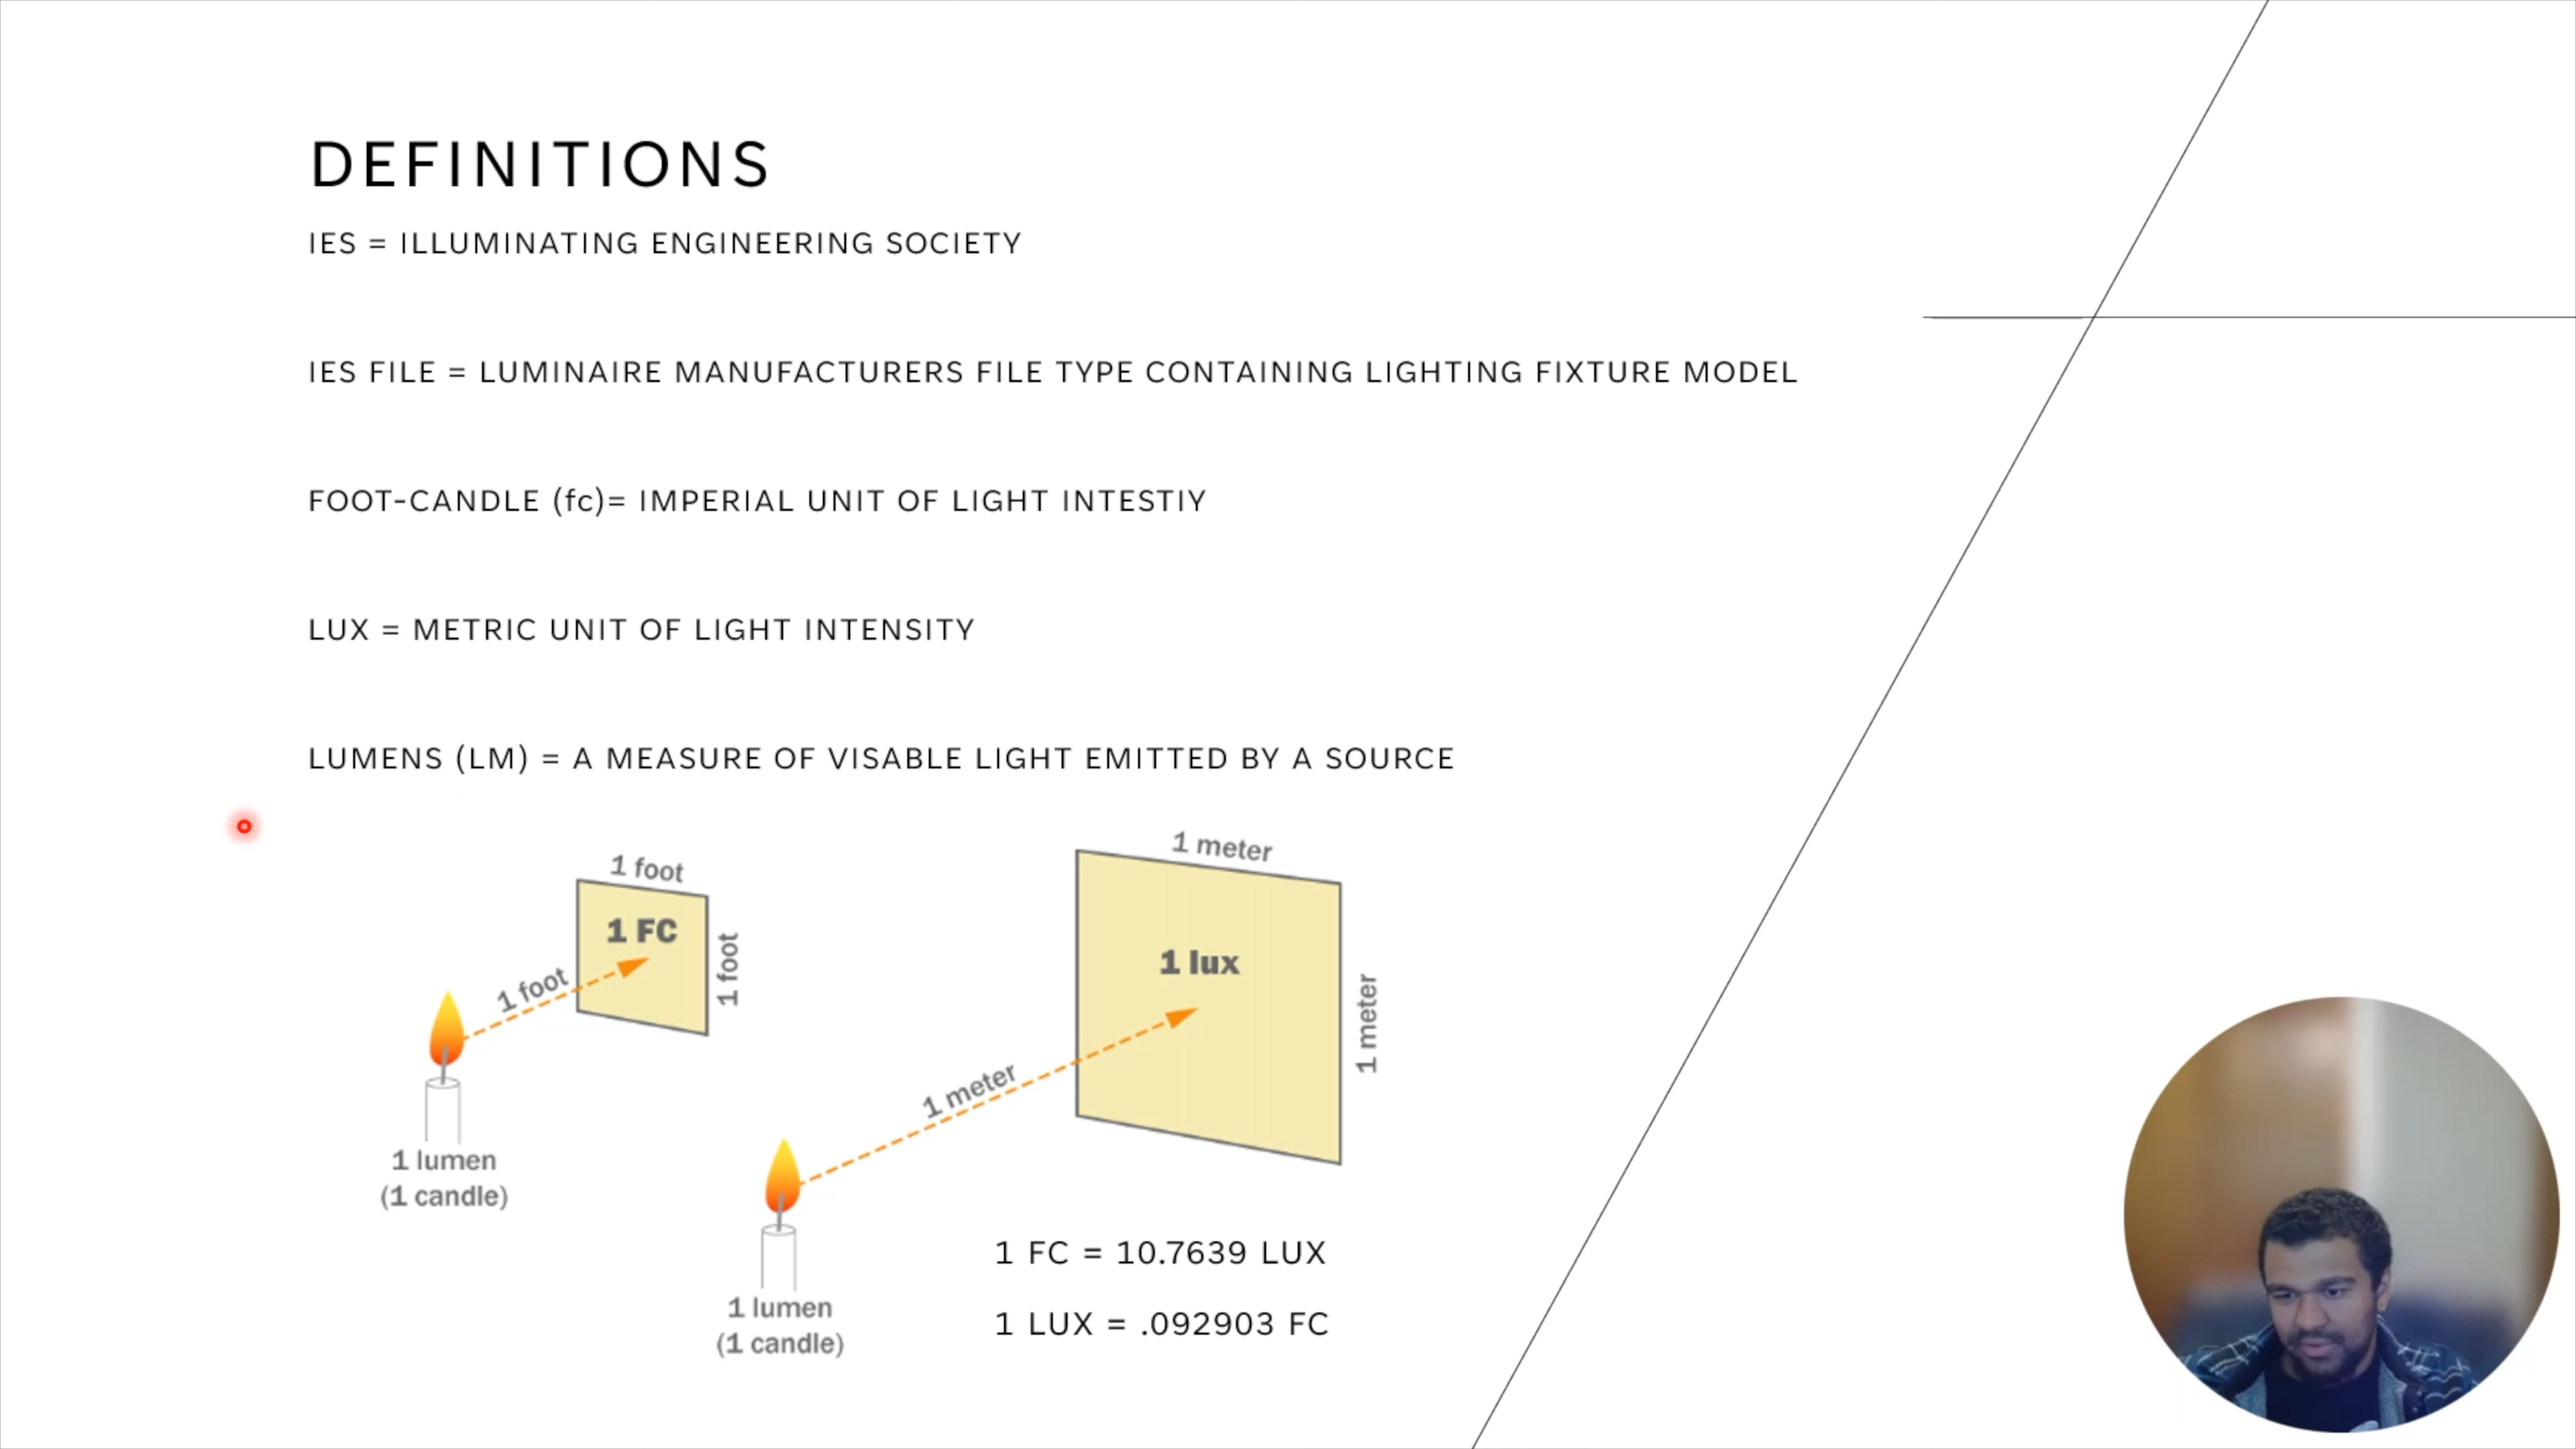 DEFINITIONS
IES = ILLUMINATING ENGINEERING SOCIETY
IES FILE = LUMINAIRE MANUFACTURERS FILE TYPE CONTAINING LIGHTING FIXTURE MODEL
FOOT-CANDLE (fc)= IMPERIAL UNIT OF LIGHT INTESTIY
LUX = METRIC UNIT OF LIGHT INTENSITY
LUMENS (LM) = A MEASURE OF VISABLE LIGHT EMITTED BY A SOURCE
1 foot
1 FC
1 foot
1 foot
1 lumen
(1 candle)
1 meter
1 lux
1 meter
1 meter
1 lumen
(1 candle)
1 FC = 10.7639 LUX
1 LUX = .092903 FC